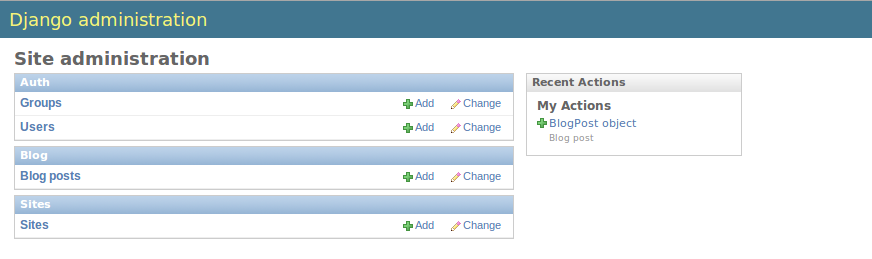 Django administration
Site administration
Auth
Groups Add Change
Users Add Change
Blog
Blog posts Add Change
Sites
Sites Add Change
Recent Actions
My Actions
BlogPost object
Blog post